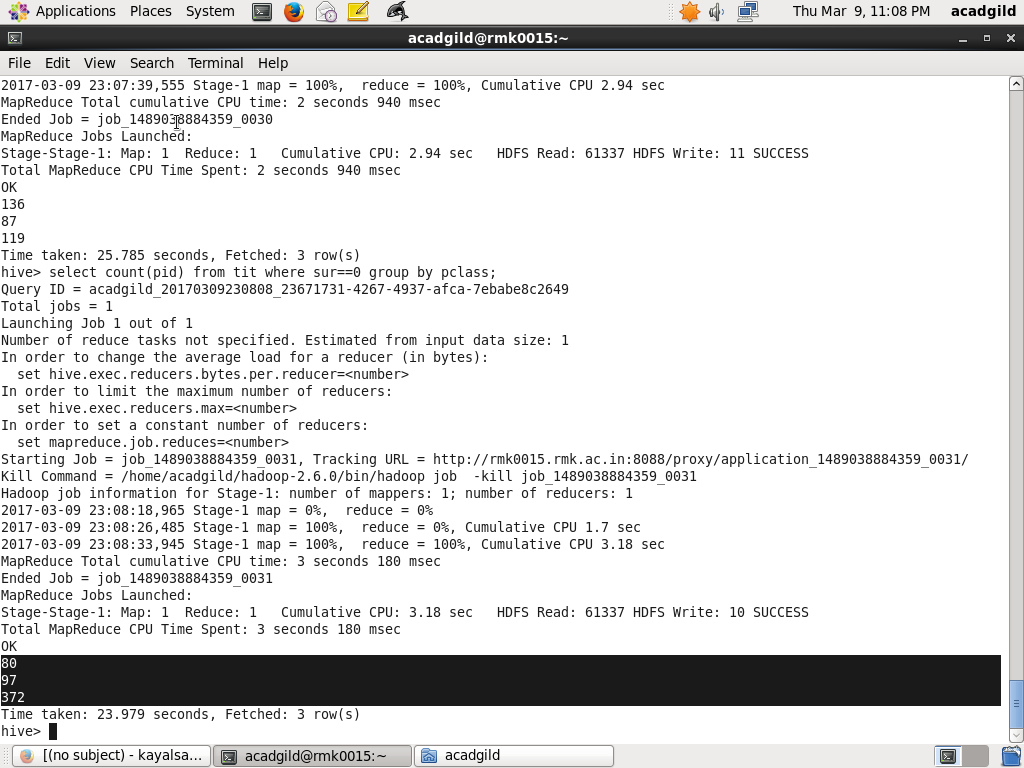 Applications Places System Thu Mar 9, 11:08 PM acadgild
acadgild@rmk0015:~
File Edit View Search Terminal Help
2017-03-09 23:07:39,555 Stage-1 map = 100%,  reduce = 100%, Cumulative CPU 2.94 sec
MapReduce Total cumulative CPU time: 2 seconds 940 msec
Ended Job = job_1489038884359_0030
MapReduce Jobs Launched:
Stage-Stage-1: Map: 1  Reduce: 1   Cumulative CPU: 2.94 sec   HDFS Read: 61337 HDFS Write: 11 SUCCESS
Total MapReduce CPU Time Spent: 2 seconds 940 msec
OK
136
87
119
Time taken: 25.785 seconds, Fetched: 3 row(s)
hive> select count(pid) from tit where sur==0 group by pclass;
Query ID = acadgild_20170309230808_23671731-4267-4937-afca-7ebabe8c2649
Total jobs = 1
Launching Job 1 out of 1
Number of reduce tasks not specified. Estimated from input data size: 1
In order to change the average load for a reducer (in bytes):
  set hive.exec.reducers.bytes.per.reducer=<number>
In order to limit the maximum number of reducers:
  set hive.exec.reducers.max=<number>
In order to set a constant number of reducers:
  set mapreduce.job.reduces=<number>
Starting Job = job_1489038884359_0031, Tracking URL = http://rmk0015.rmk.ac.in:8088/proxy/application_1489038884359_0031/
Kill Command = /home/acadgild/hadoop-2.6.0/bin/hadoop job  -kill job_1489038884359_0031
Hadoop job information for Stage-1: number of mappers: 1; number of reducers: 1
2017-03-09 23:08:18,965 Stage-1 map = 0%,  reduce = 0%
2017-03-09 23:08:26,485 Stage-1 map = 100%,  reduce = 0%, Cumulative CPU 1.7 sec
2017-03-09 23:08:33,945 Stage-1 map = 100%,  reduce = 100%, Cumulative CPU 3.18 sec
MapReduce Total cumulative CPU time: 3 seconds 180 msec
Ended Job = job_1489038884359_0031
MapReduce Jobs Launched:
Stage-Stage-1: Map: 1  Reduce: 1   Cumulative CPU: 3.18 sec   HDFS Read: 61337 HDFS Write: 10 SUCCESS
Total MapReduce CPU Time Spent: 3 seconds 180 msec
OK
80
97
372
Time taken: 23.979 seconds, Fetched: 3 row(s)
hive>
[(no subject) - kayalsa... acadgild@rmk0015:~ acadgild